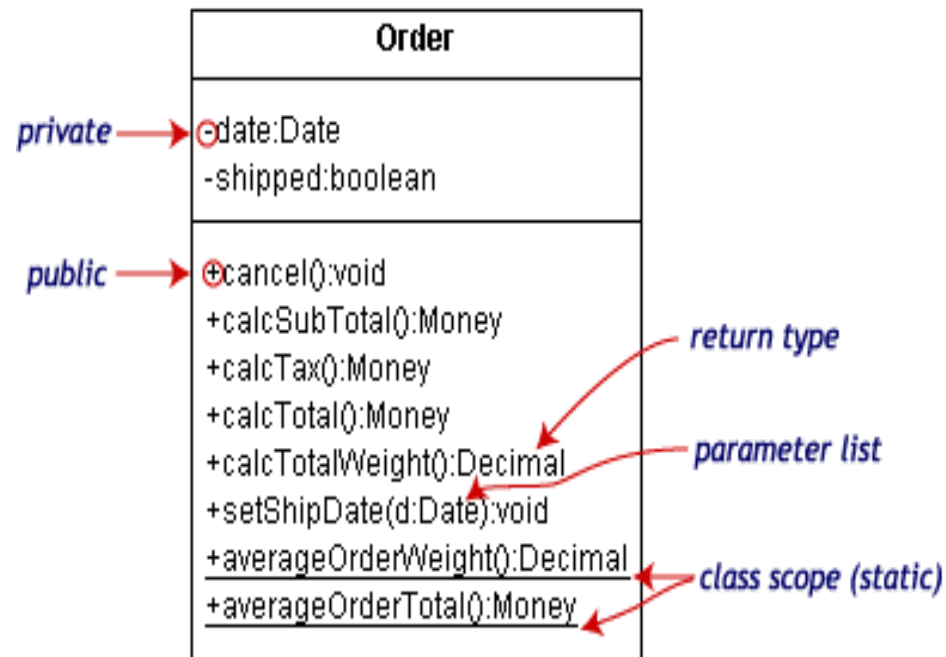 Order
private
-date:Date
-shipped:boolean
public
+cancel():void
+calcSubTotal():Money
+calcTax():Money
+calcTotal():Money
return type
+calcTotalWeight():Decimal
parameter list
+setShipDate(d:Date):void
+averageOrderWeight():Decimal
class scope (static)
+averageOrderTotal():Money